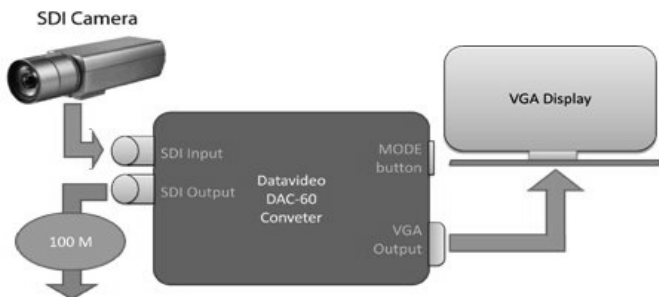 SDI Camera
VGA Display
SDI Input
MODE
button
SDI Output
Datavideo
DAC-60
Conveter
100 M
VGA
Output